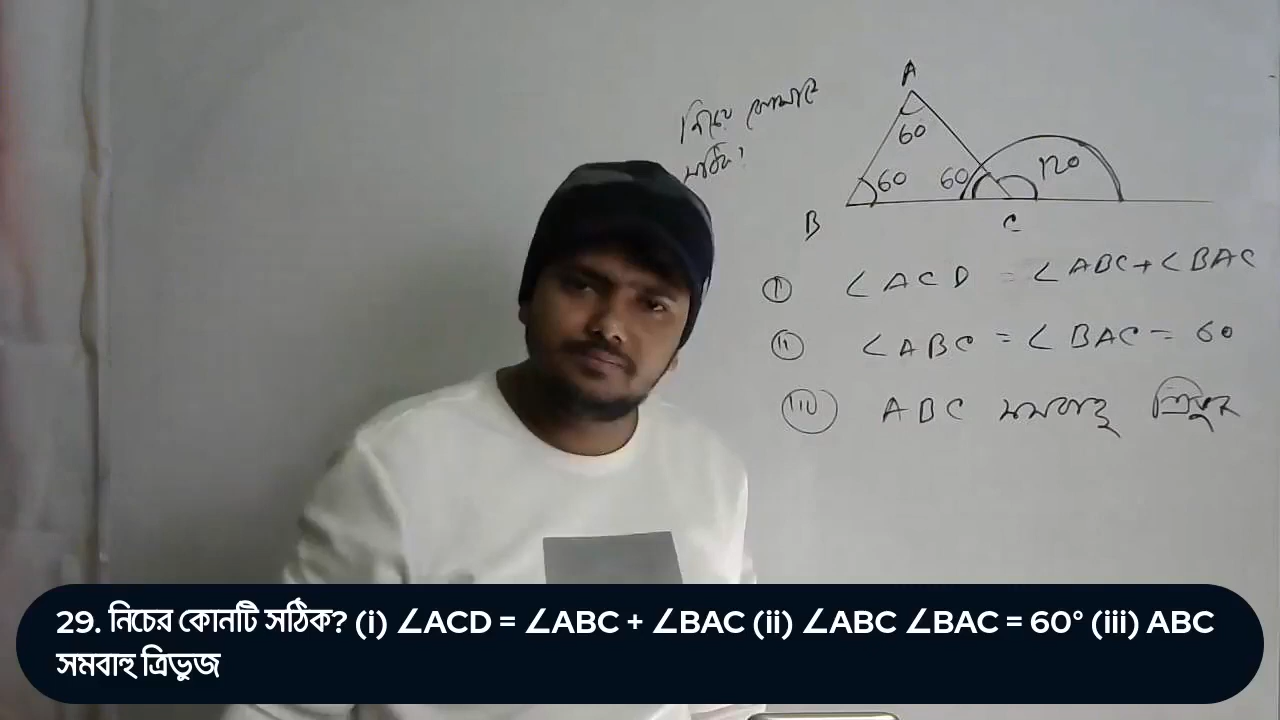 নিচে কোনটি
সঠিক?
A
60
60
60
120
B
C
(i) ∠ACD = ∠ABC+∠BAC
(ii) ∠ABC = ∠BAC = 60
(iii) ABC সমবাহু ত্রিভুজ
29. নিচের কোনটি সঠিক? (i) ∠ACD = ∠ABC + ∠BAC (ii) ∠ABC ∠BAC = 60° (iii) ABC
সমবাহু ত্রিভুজ